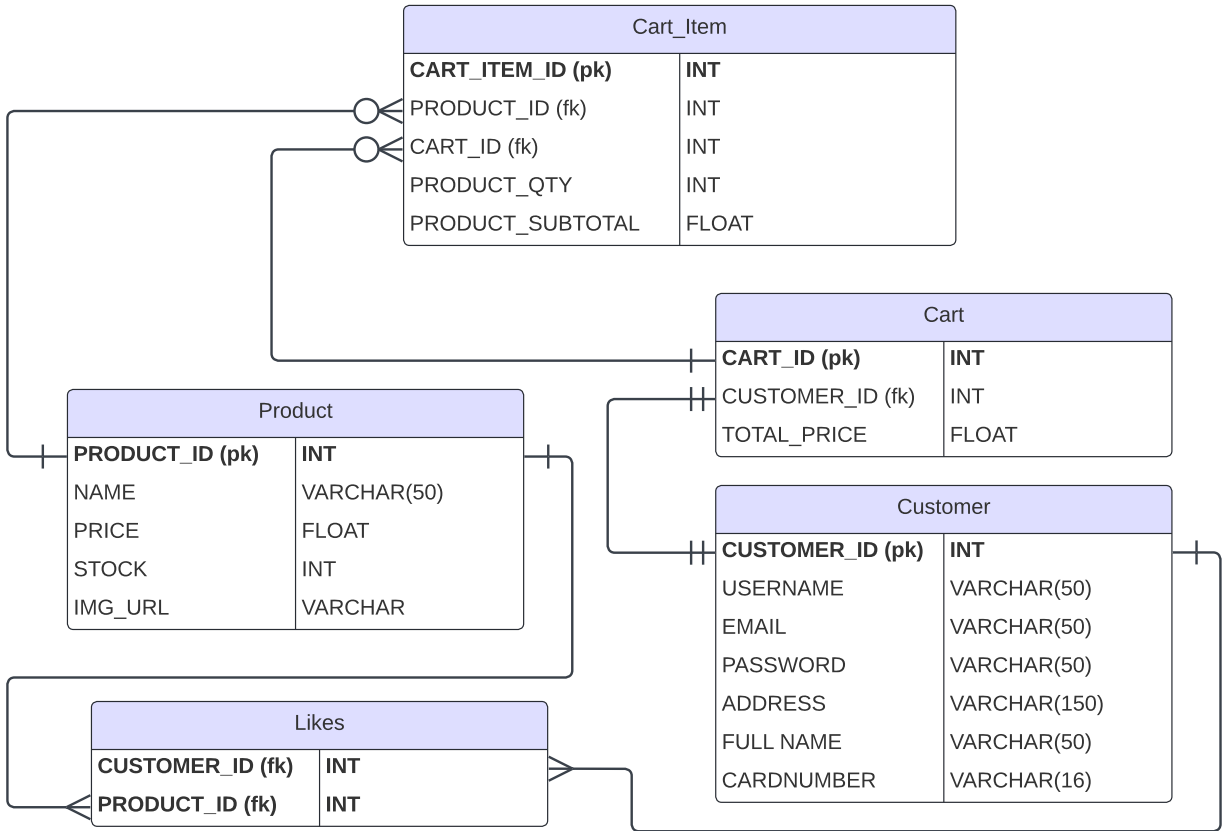 Cart_Item
CART_ITEM_ID (pk) INT
PRODUCT_ID (fk) INT
CART_ID (fk) INT
PRODUCT_QTY INT
PRODUCT_SUBTOTAL FLOAT
Cart
CART_ID (pk) INT
CUSTOMER_ID (fk) INT
TOTAL_PRICE FLOAT
Product
PRODUCT_ID (pk) INT
NAME VARCHAR(50)
PRICE FLOAT
STOCK INT
IMG_URL VARCHAR
Customer
CUSTOMER_ID (pk) INT
USERNAME VARCHAR(50)
EMAIL VARCHAR(50)
PASSWORD VARCHAR(50)
ADDRESS VARCHAR(150)
FULL NAME VARCHAR(50)
CARDNUMBER VARCHAR(16)
Likes
CUSTOMER_ID (fk) INT
PRODUCT_ID (fk) INT